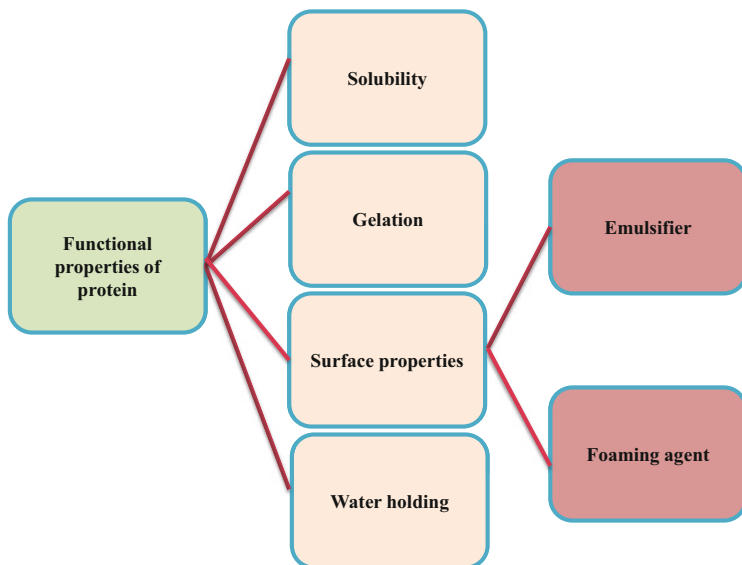 Functional
properties of
protein
Solubility
Gelation
Surface properties
Water holding
Emulsifier
Foaming agent